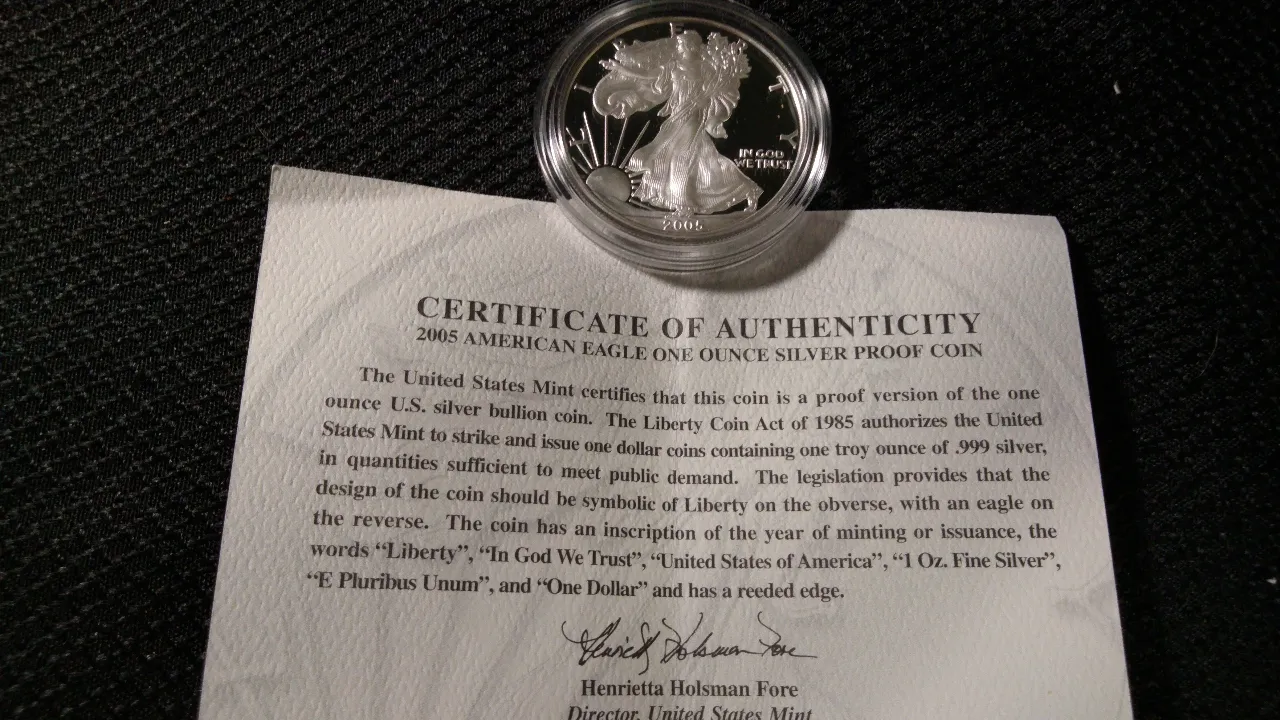 LIBERTY
IN GOD
WE TRUST
2005
CERTIFICATE OF AUTHENTICITY
2005 AMERICAN EAGLE ONE OUNCE SILVER PROOF COIN
The United States Mint certifies that this coin is a proof version of the one
ounce U.S. silver bullion coin. The Liberty Coin Act of 1985 authorizes the United
States Mint to strike and issue one dollar coins containing one troy ounce of .999 silver,
in quantities sufficient to meet public demand. The legislation provides that the
design of the coin should be symbolic of Liberty on the obverse, with an eagle on
the reverse. The coin has an inscription of the year of minting or issuance, the
words “Liberty”, “In God We Trust”, “United States of America”, “1 Oz. Fine Silver”,
“E Pluribus Unum”, and “One Dollar” and has a reeded edge.
Henrietta Holsman Fore
Henrietta Holsman Fore
Director, United States Mint